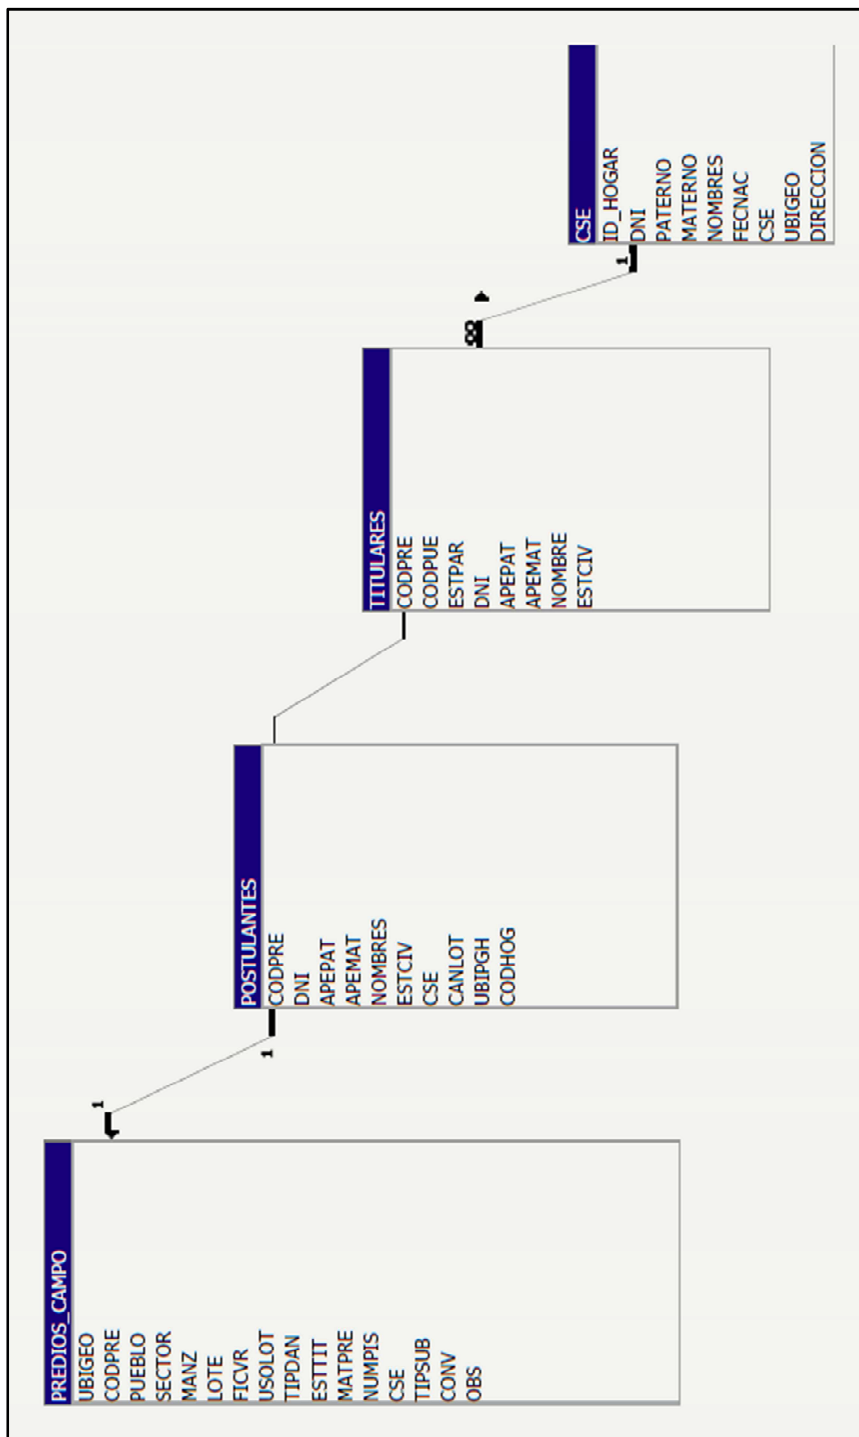 PREDIOS_CAMPO
UBIGEO
CODPRE
PUEBLO
SECTOR
MANZ
LOTE
FICVR
USOLOT
TIPDAN
ESTTIT
MATPRE
NUMPIS
CSE
TIPSUB
CONV
OBS
1
1
POSTULANTES
CODPRE
DNI
APEPAT
APEMAT
NOMBRES
ESTCIV
CSE
CANLOT
UBIPGH
CODHOG
TITULARES
CODPRE
CODPUE
ESTPAR
DNI
APEPAT
APEMAT
NOMBRE
ESTCIV
∞
1
CSE
ID_HOGAR
DNI
PATERNO
MATERNO
NOMBRES
FECNAC
CSE
UBIGEO
DIRECCION